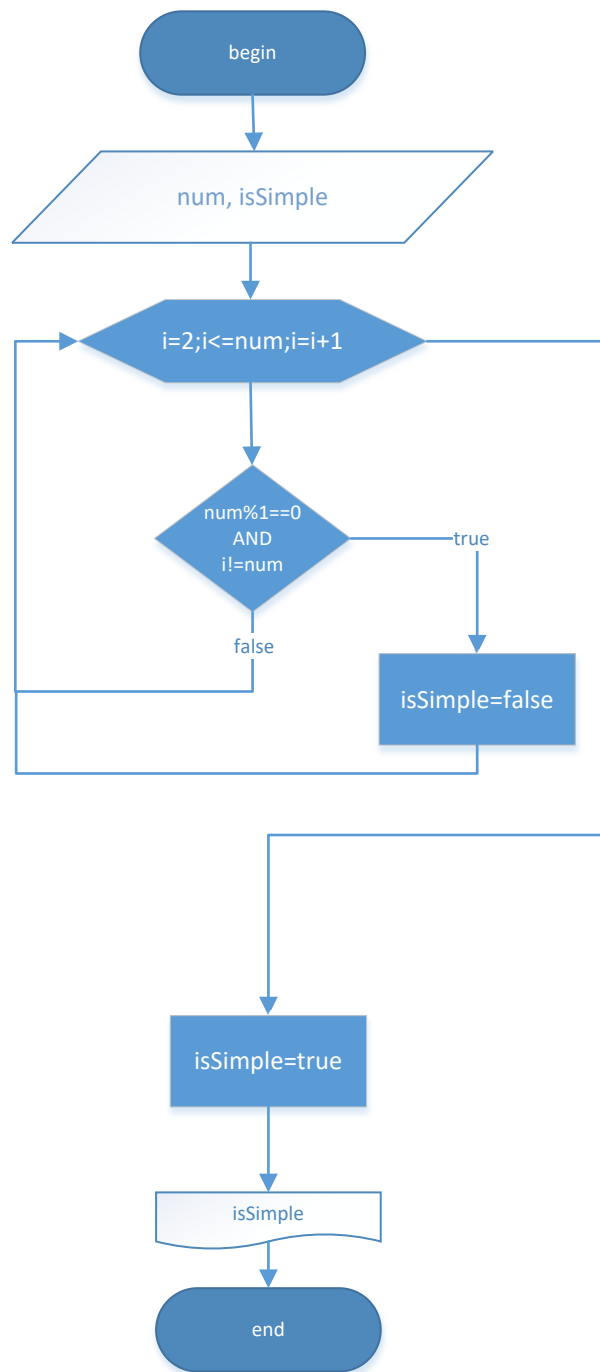 begin
num, isSimple
i=2;i<=num;i=i+1
num%1==0
AND
i!=num
true
false
isSimple=false
isSimple=true
isSimple
end